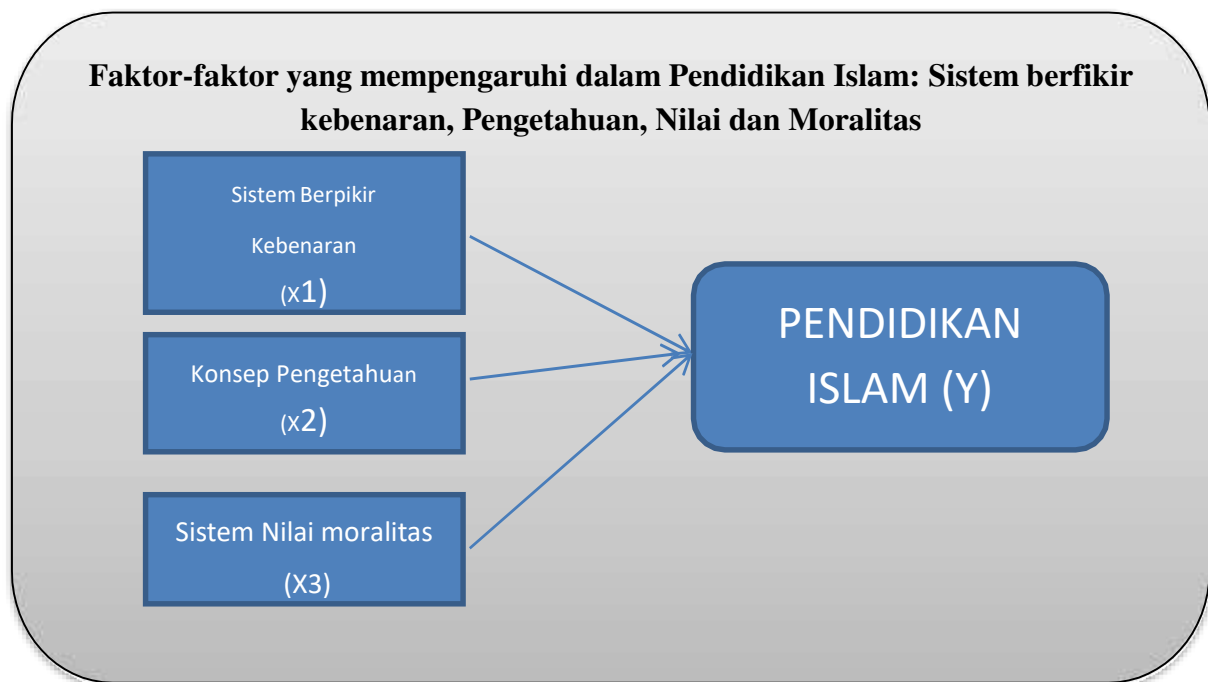 Faktor-faktor yang mempengaruhi dalam Pendidikan Islam: Sistem berfikir
kebenaran, Pengetahuan, Nilai dan Moralitas
Sistem Berpikir
Kebenaran
(X1)
Konsep Pengetahuan
(X2)
Sistem Nilai moralitas
(X3)
PENDIDIKAN
ISLAM (Y)